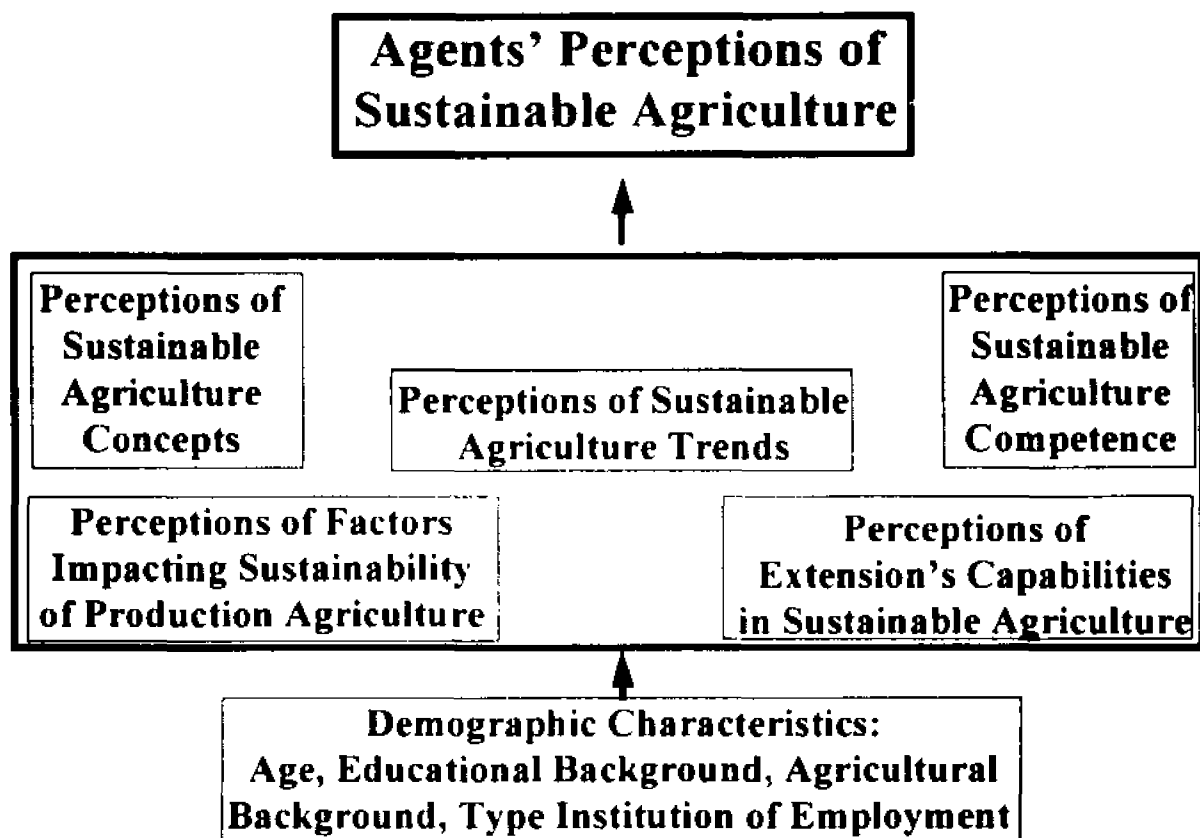 Agents' Perceptions of
Sustainable Agriculture
Perceptions of
Sustainable
Agriculture
Concepts
Perceptions of Sustainable
Agriculture Trends
Perceptions of
Sustainable
Agriculture
Competence
Perceptions of Factors
Impacting Sustainability
of Production Agriculture
Perceptions of
Extension's Capabilities
in Sustainable Agriculture
Demographic Characteristics:
Age, Educational Background, Agricultural
Background, Type Institution of Employment